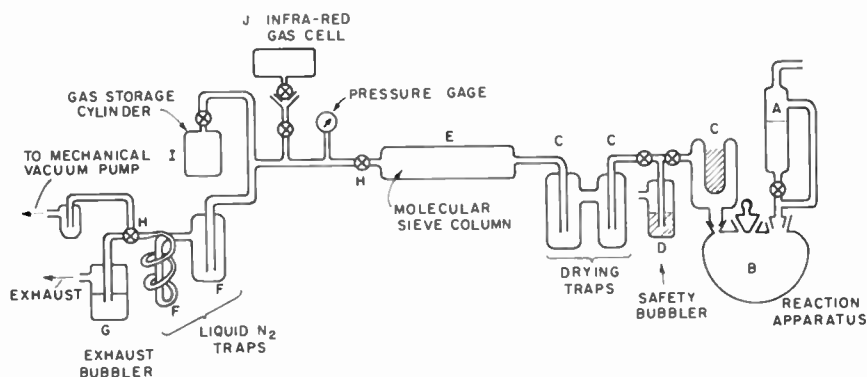 J INFRA-RED
GAS CELL
GAS STORAGE
CYLINDER
PRESSURE GAGE
A
I
E
C
C
C
TO MECHANICAL
VACUUM PUMP
H
H
MOLECULAR
SIEVE COLUMN
D
B
EXHAUST
G
F
F
DRYING
TRAPS
SAFETY
BUBBLER
REACTION
APPARATUS
LIQUID N2
TRAPS
EXHAUST
BUBBLER